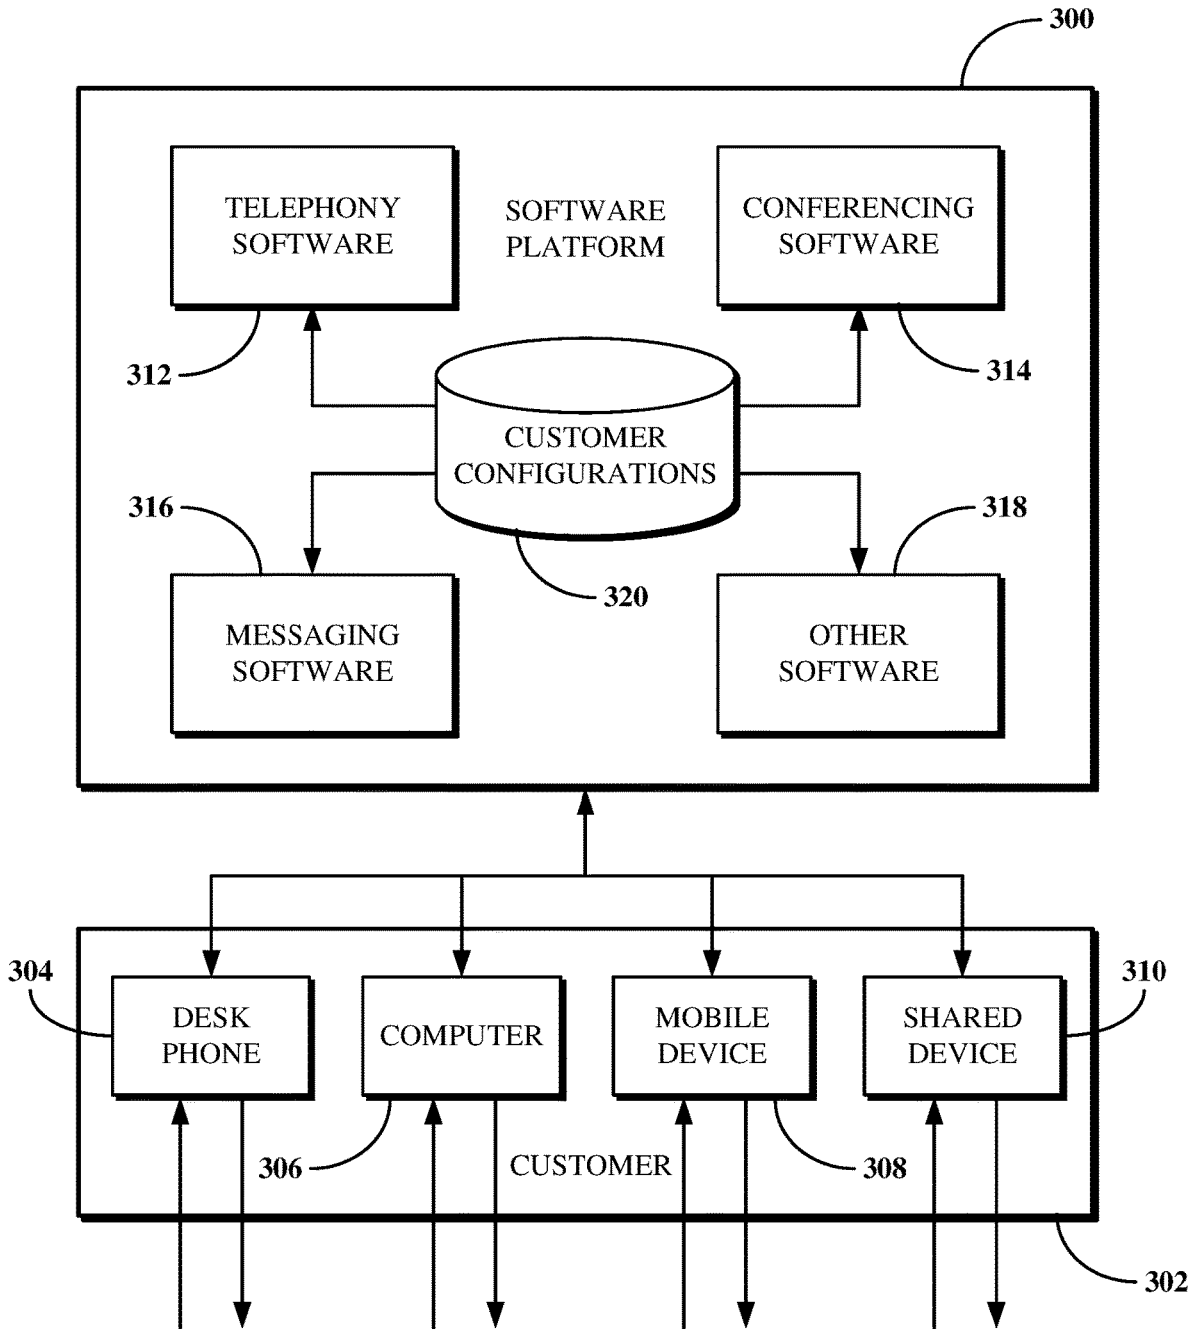 300
TELEPHONY
SOFTWARE
SOFTWARE
PLATFORM
CONFERENCING
SOFTWARE
312
314
CUSTOMER
CONFIGURATIONS
316
318
320
MESSAGING
SOFTWARE
OTHER
SOFTWARE
304
310
DESK
PHONE
COMPUTER
MOBILE
DEVICE
SHARED
DEVICE
306
CUSTOMER
308
302